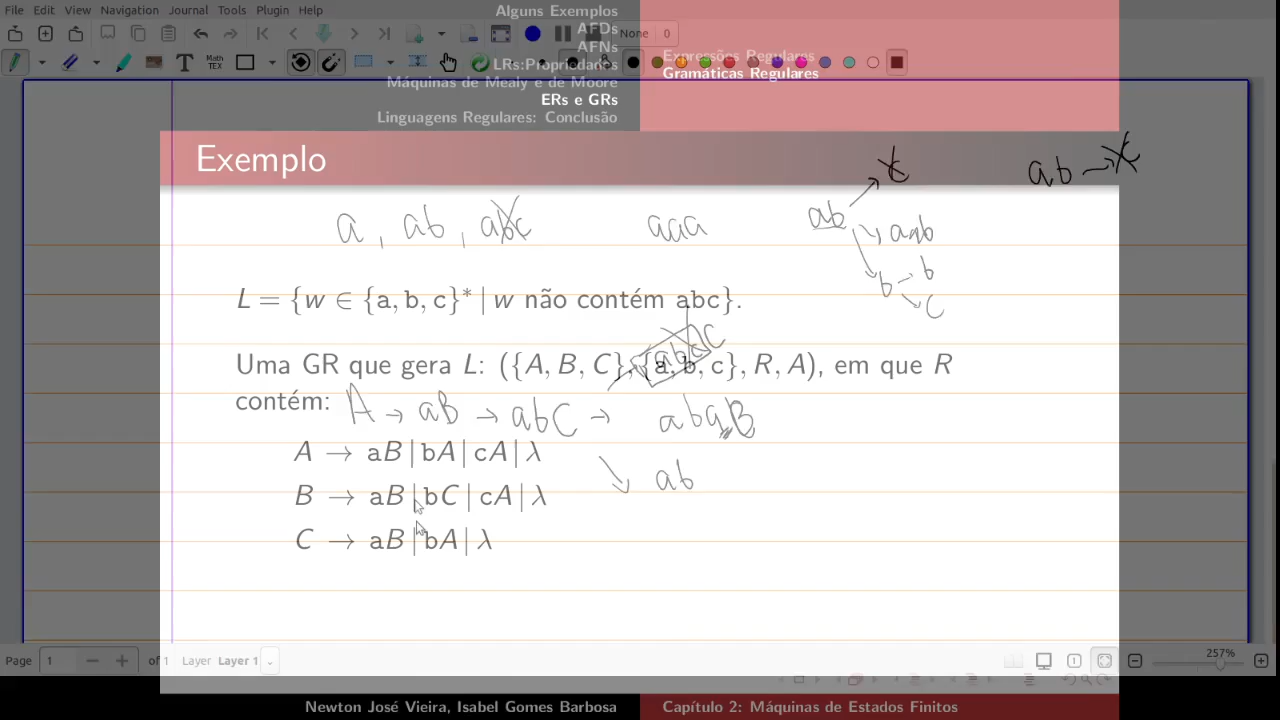 File Edit View Navigation Journal Tools Plugin Help
Alguns Exemplos
AFDs
AFNs
LRs:Propriedades
Máquinas de Mealy e de Moore
ERs e GRs
Linguagens Regulares: Conclusão
None 0
Expressões Regulares
Gramáticas Regulares
Exemplo
ab → c
a , ab , abc aaa
ab c
aab
b b
c
L = {w ∈ {a, b, c}* | w não contém abc}.
abc C
Uma GR que gera L: ({A, B, C}, {a, b, c}, R, A), em que R
contém:
A → aB → abC → abaB
ab
A → aB | bA | cA | λ
B → aB | bC | cA | λ
C → aB | bA | λ
Page 1 of 1 Layer Layer 1
257%
Newton José Vieira, Isabel Gomes Barbosa Capítulo 2: Máquinas de Estados Finitos